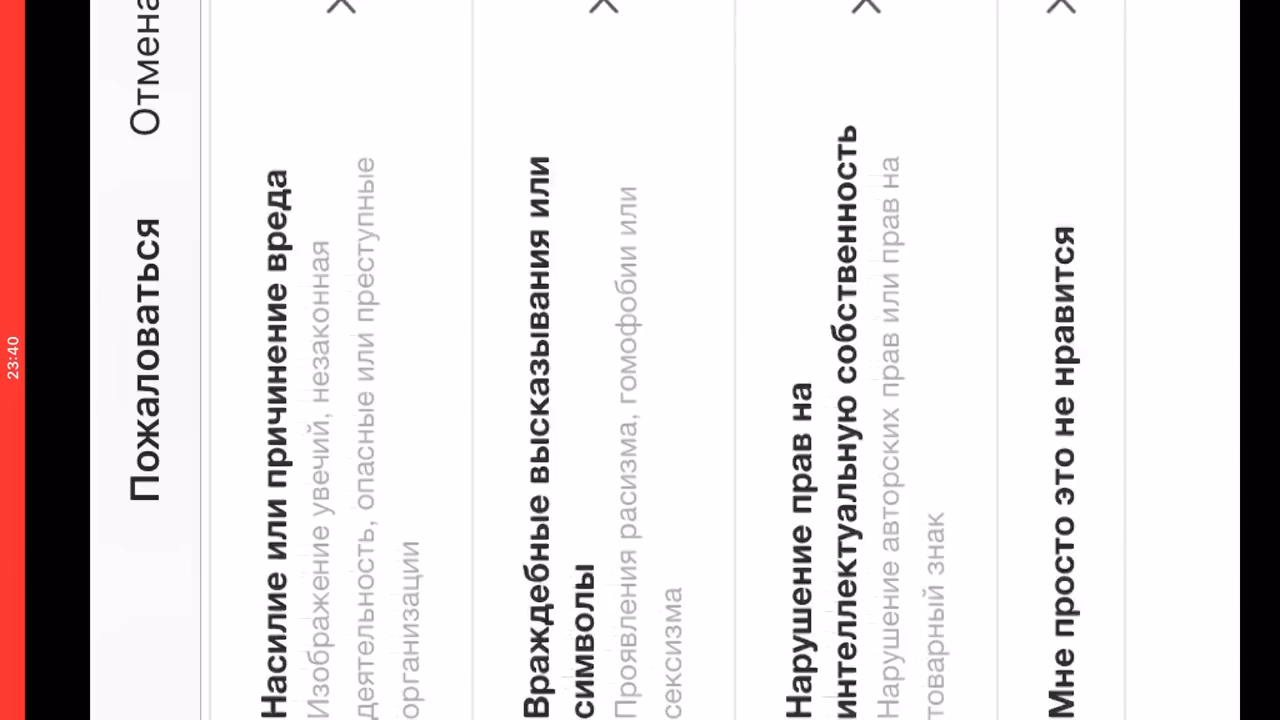 23:40
Пожаловаться
Отмена
Насилие или причинение вреда
Изображение увечий, незаконная
деятельность, опасные или преступные
организации
Враждебные высказывания или
символы
Проявления расизма, гомофобии или
сексизма
Нарушение прав на
интеллектуальную собственность
Нарушение авторских прав или прав на
товарный знак
Мне просто это не нравится